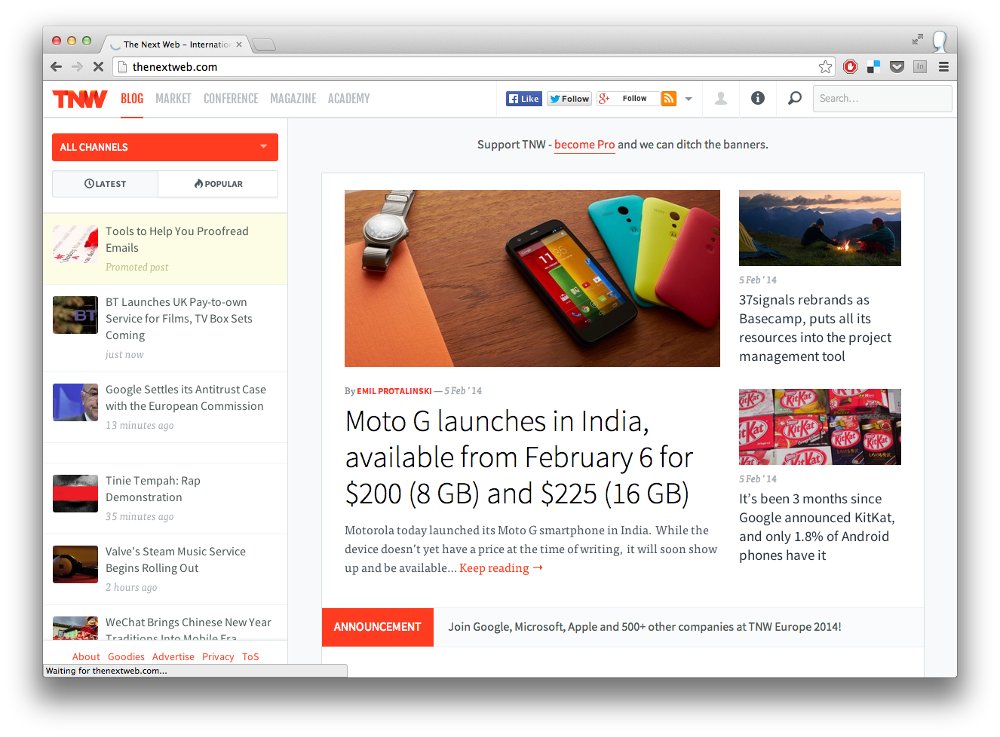 The Next Web – Internatio
thenextweb.com
TNW BLOG MARKET CONFERENCE MAGAZINE ACADEMY
Like
Follow
Follow
Search…
ALL CHANNELS
LATEST
POPULAR
Tools to Help You Proofread
Emails
Promoted post
BT Launches UK Pay-to-own
Service for Films, TV Box Sets
Coming
just now
Google Settles its Antitrust Case
with the European Commission
13 minutes ago
Tinie Tempah: Rap
Demonstration
35 minutes ago
Valve's Steam Music Service
Begins Rolling Out
2 hours ago
WeChat Brings Chinese New Year
Traditions Into Mobile Era
About Goodies Advertise Privacy ToS
Waiting for thenextweb.com...
Support TNW - become Pro and we can ditch the banners.
By EMIL PROTALINSKI — 5 Feb '14
Moto G launches in India,
available from February 6 for
$200 (8 GB) and $225 (16 GB)
Motorola today launched its Moto G smartphone in India. While the
device doesn't yet have a price at the time of writing, it will soon show
up and be available... Keep reading →
5 Feb '14
37signals rebrands as
Basecamp, puts all its
resources into the project
management tool
KitKat
KitKat
KitKat
KitKat
KitKat
5 Feb '14
It's been 3 months since
Google announced KitKat,
and only 1.8% of Android
phones have it
ANNOUNCEMENT
Join Google, Microsoft, Apple and 500+ other companies at TNW Europe 2014!